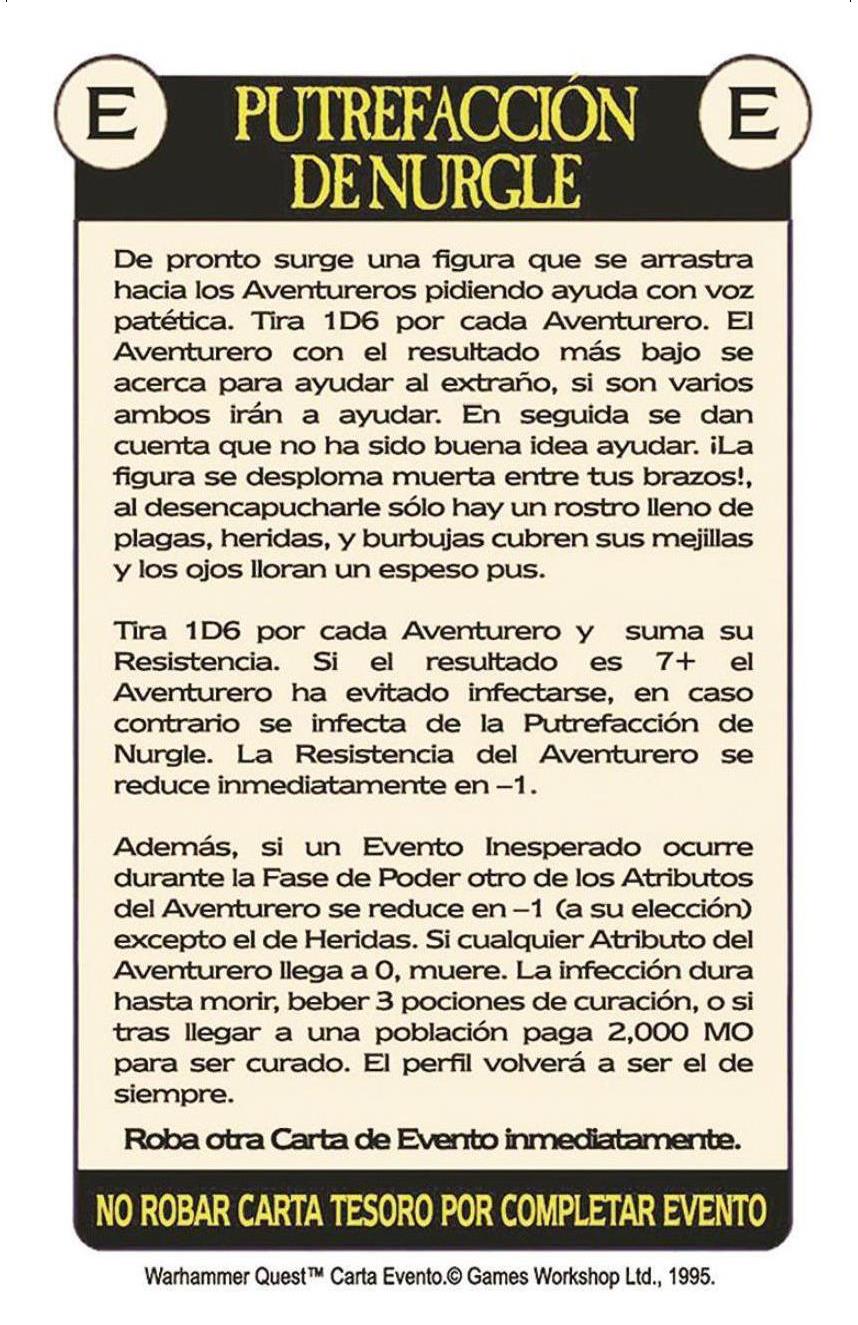 E PUTREFACCIÓN E
DE NURGLE
De pronto surge una figura que se arrastra
hacia los Aventureros pidiendo ayuda con voz
patética. Tira 1D6 por cada Aventurero. El
Aventurero con el resultado más bajo se
acerca para ayudar al extraño, si son varios
ambos irán a ayudar. En seguida se dan
cuenta que no ha sido buena idea ayudar. ¡La
figura se desploma muerta entre tus brazos!,
al desencapucharle sólo hay un rostro lleno de
plagas, heridas, y burbujas cubren sus mejillas
y los ojos lloran un espeso pus.
Tira 1D6 por cada Aventurero y suma su
Resistencia. Si el resultado es 7+ el
Aventurero ha evitado infectarse, en caso
contrario se infecta de la Putrefacción de
Nurgle. La Resistencia del Aventurero se
reduce inmediatamente en –1.
Además, si un Evento Inesperado ocurre
durante la Fase de Poder otro de los Atributos
del Aventurero se reduce en –1 (a su elección)
excepto el de Heridas. Si cualquier Atributo del
Aventurero llega a 0, muere. La infección dura
hasta morir, beber 3 pociones de curación, o si
tras llegar a una población paga 2,000 MO
para ser curado. El perfil volverá a ser el de
siempre.
Roba otra Carta de Evento inmediatamente.
NO ROBAR CARTA TESORO POR COMPLETAR EVENTO
Warhammer Quest™ Carta Evento.© Games Workshop Ltd., 1995.